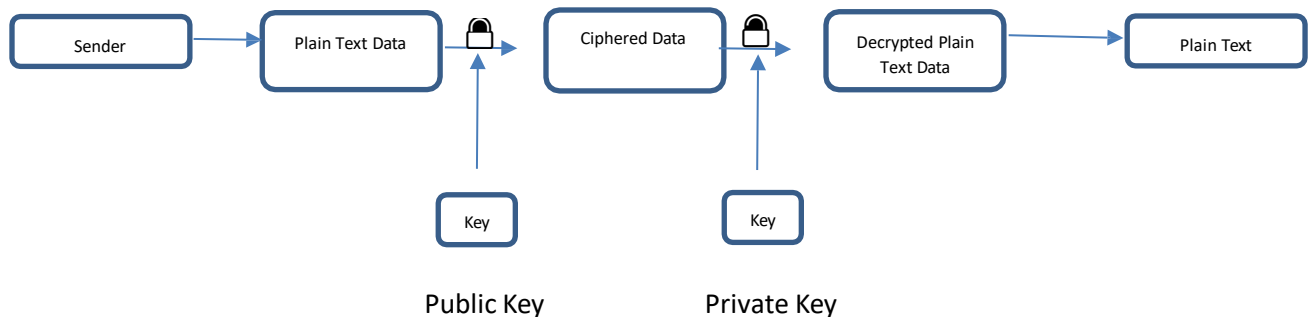 Sender
Plain Text Data
Ciphered Data
Decrypted Plain
Text Data
Plain Text
Key
Key
Public Key
Private Key